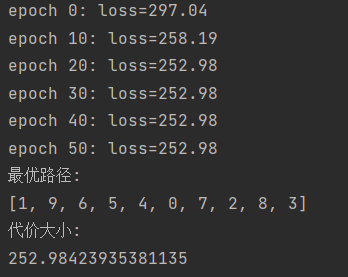 epoch 0: loss=297.04
epoch 10: loss=258.19
epoch 20: loss=252.98
epoch 30: loss=252.98
epoch 40: loss=252.98
epoch 50: loss=252.98
最优路径:
[1, 9, 6, 5, 4, 0, 7, 2, 8, 3]
代价大小:
252.98423935381135